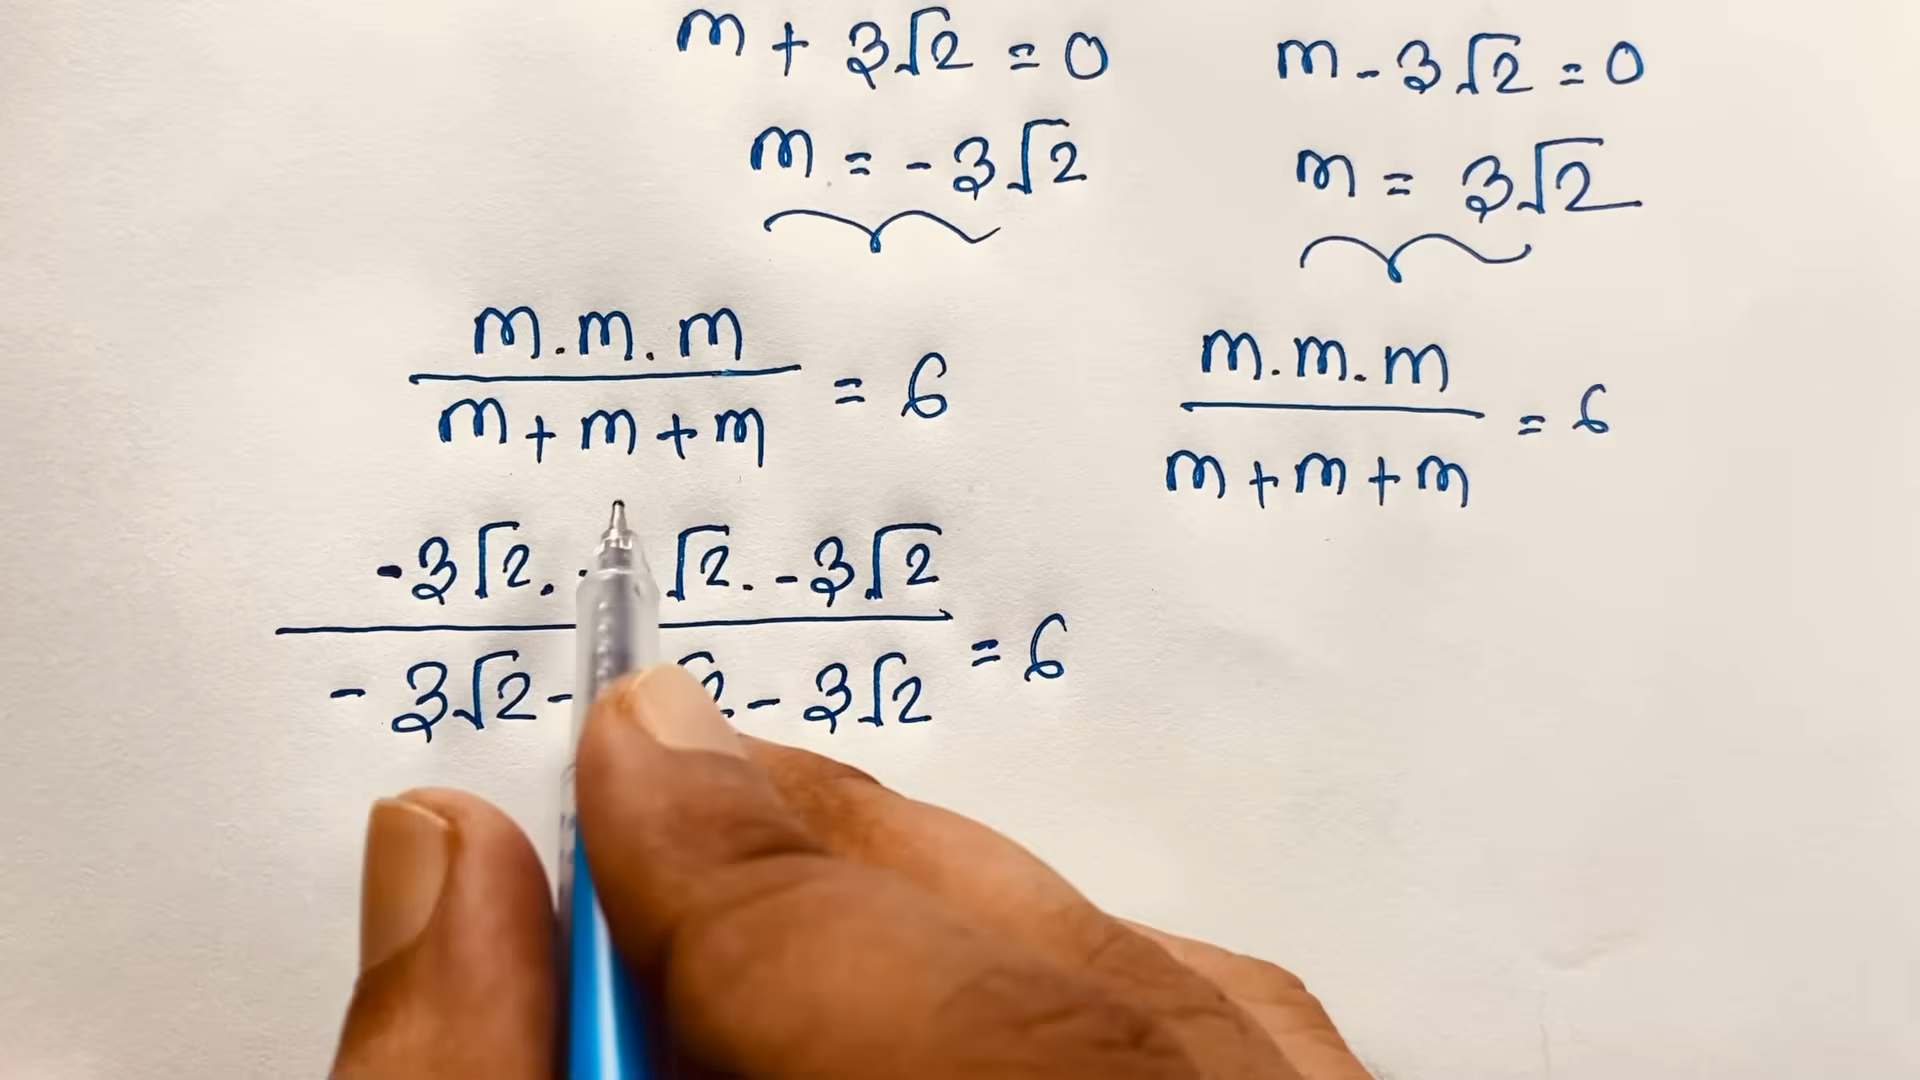 m + 3√2 = 0
m = -3√2
m - 3√2 = 0
m = 3√2
m.m.m
m+m+m = 6
-3√2. - √2. -3√2
- 3√2 - 2 - 3√2 = 6
m.m.m
m+m+m = 6